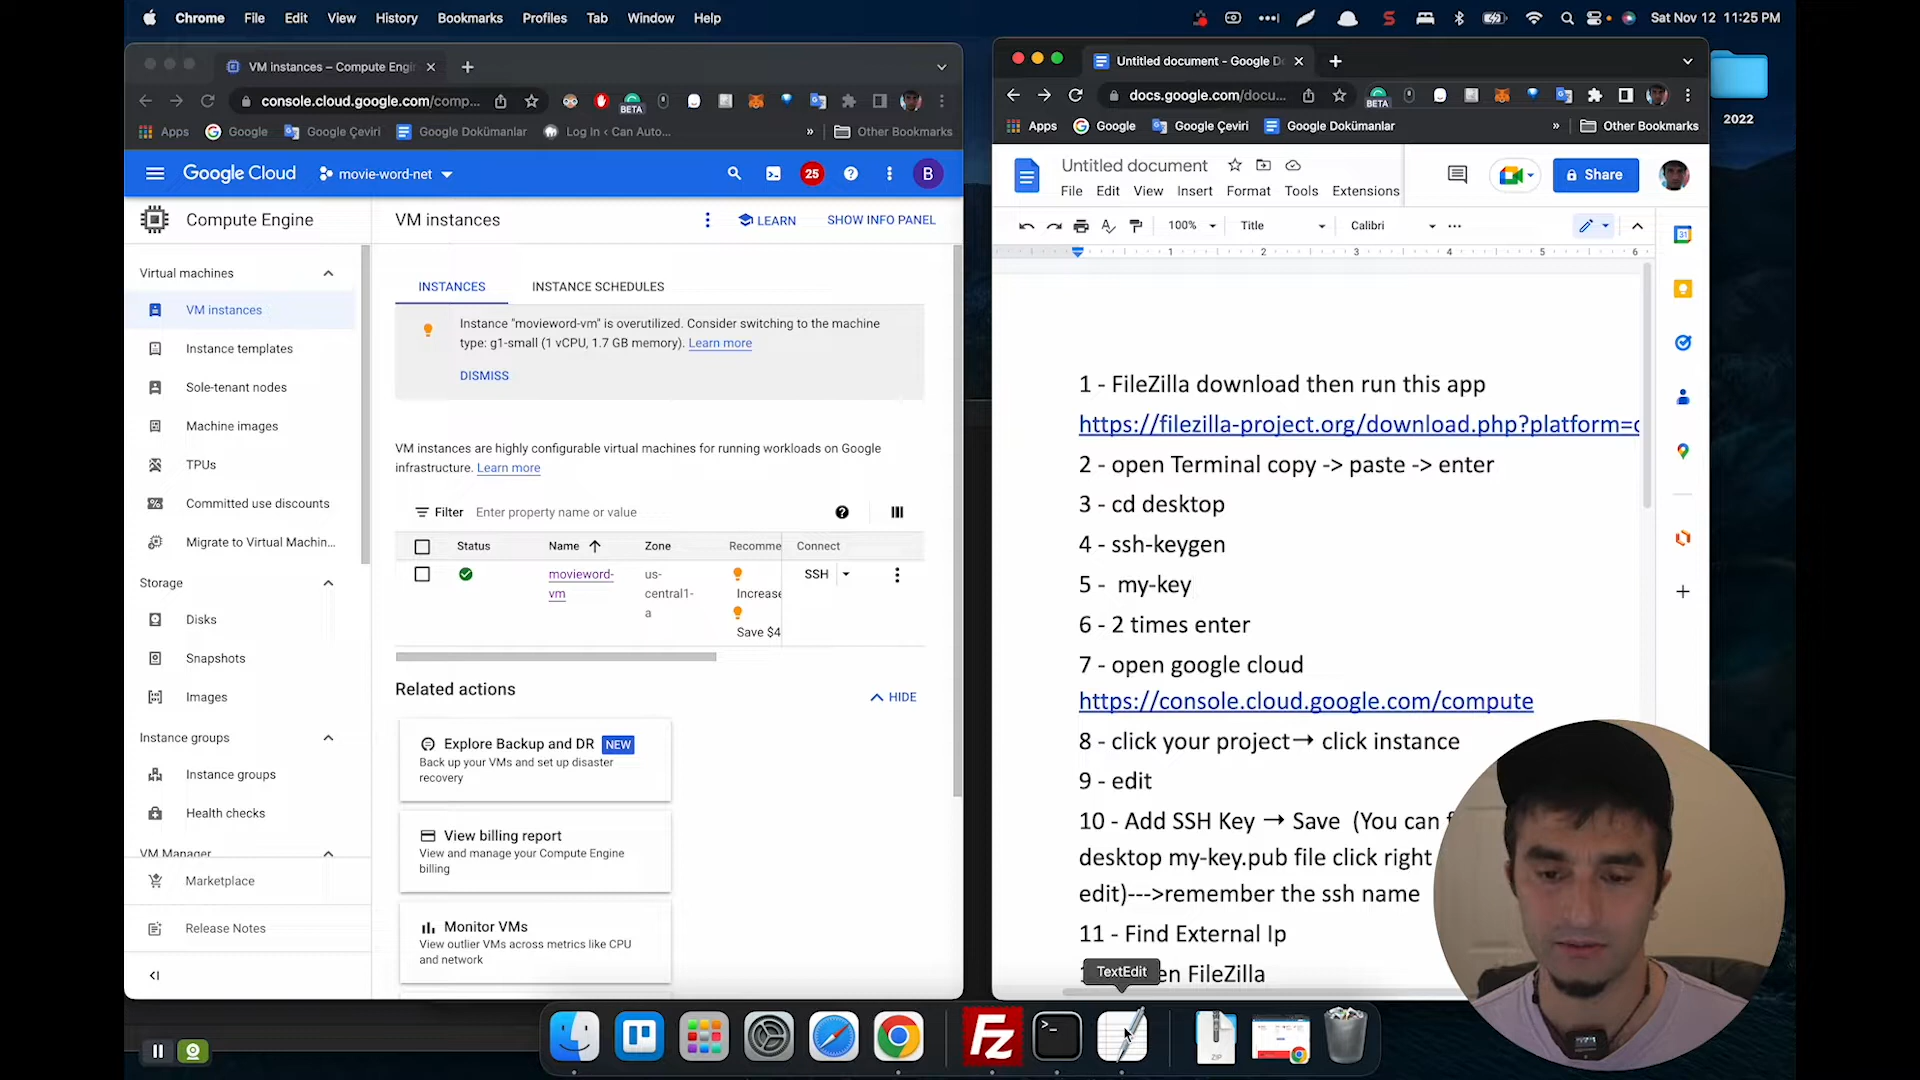 Chrome File Edit View History Bookmarks Profiles Tab Window Help
Sat Nov 12 11:25 PM
VM instances – Compute Engi
console.cloud.google.com/comp...
BETA
Apps Google Google Çeviri Google Dokümanlar Log In ‹ Can Auto... » Other Bookmarks
Google Cloud movie-word-net 25 B
Compute Engine
VM instances LEARN SHOW INFO PANEL
Virtual machines
VM instances
Instance templates
Sole-tenant nodes
Machine images
TPUs
Committed use discounts
Migrate to Virtual Machin...
Storage
Disks
Snapshots
Images
Instance groups
Instance groups
Health checks
VM Manager
Marketplace
Release Notes
INSTANCES INSTANCE SCHEDULES
Instance "movieword-vm" is overutilized. Consider switching to the machine
type: g1-small (1 vCPU, 1.7 GB memory). Learn more
DISMISS
VM instances are highly configurable virtual machines for running workloads on Google
infrastructure. Learn more
Filter Enter property name or value
Status Name Zone Recomme Connect
movieword-
vm
us-
central1-
a
Increase
Save $4
SSH
Related actions
HIDE
Explore Backup and DR NEW
Back up your VMs and set up disaster
recovery
View billing report
View and manage your Compute Engine
billing
Monitor VMs
View outlier VMs across metrics like CPU
and network
Untitled document - Google D
docs.google.com/docu...
BETA
Apps Google Google Çeviri Google Dokümanlar » Other Bookmarks
Untitled document
File Edit View Insert Format Tools Extensions
Share
100% Title Calibri
1 2 3 4 5 6
31
1 - FileZilla download then run this app
https://filezilla-project.org/download.php?platform=
2 - open Terminal copy -> paste -> enter
3 - cd desktop
4 - ssh-keygen
5 - my-key
6 - 2 times enter
7 - open google cloud
https://console.cloud.google.com/compute
8 - click your project→ click instance
9 - edit
10 - Add SSH Key → Save (You can
desktop my-key.pub file click right
edit)--->remember the ssh name
11 - Find External Ip
en FileZilla
TextEdit
2022
Fz
ZIP